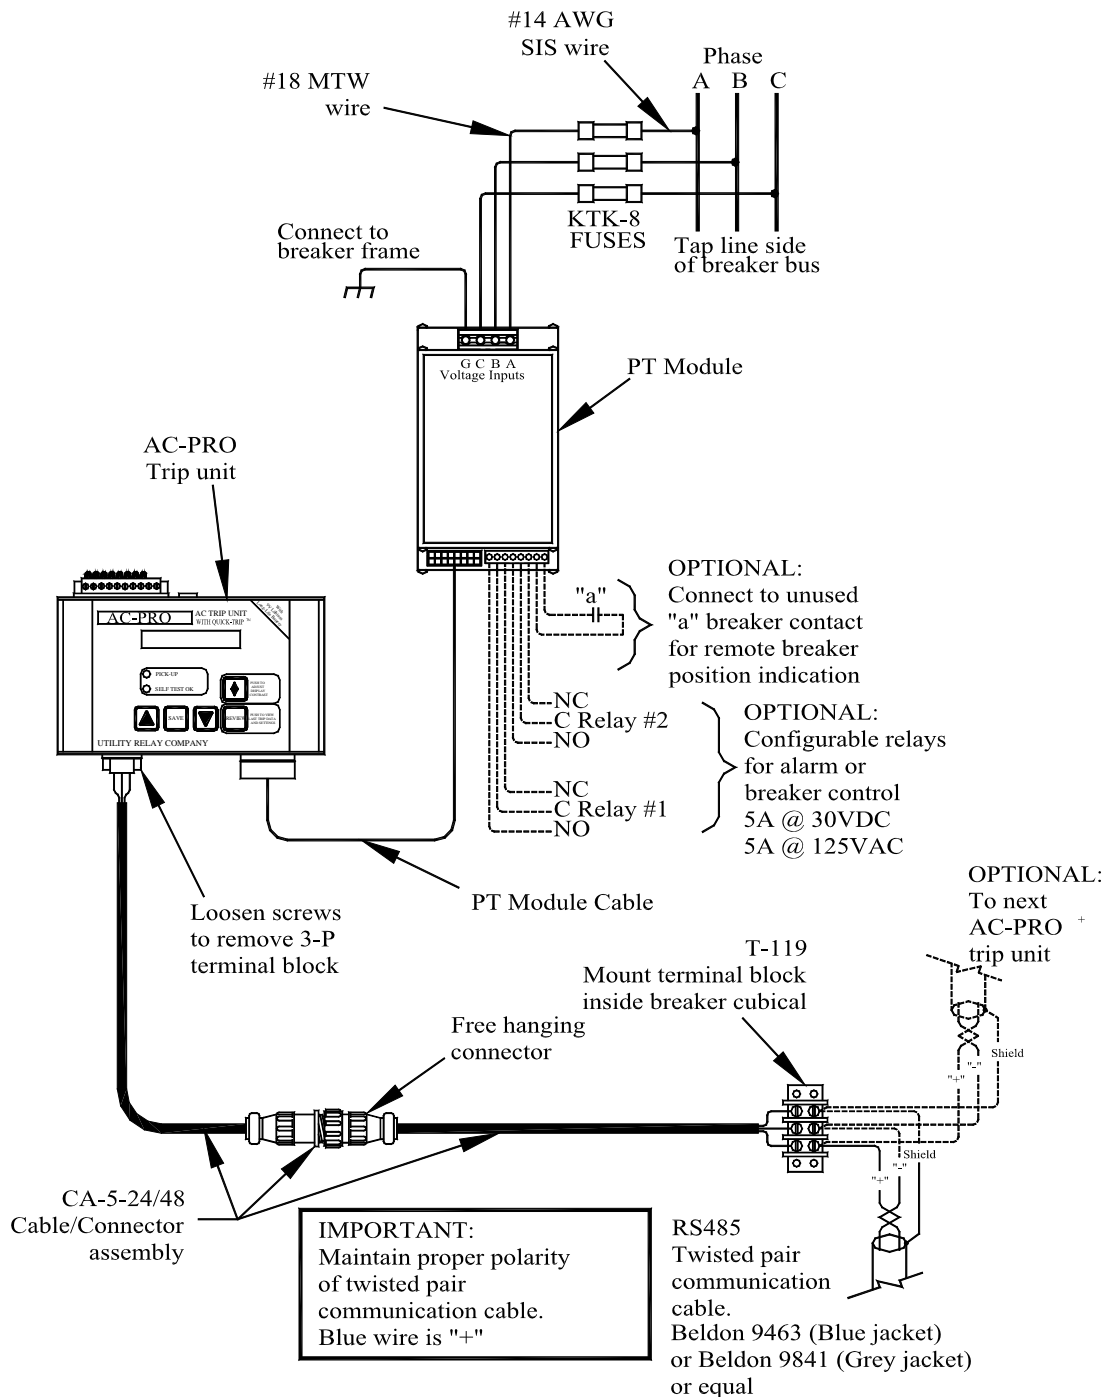 #14 AWG
SIS wire
Phase
A B C
#18 MTW
wire
KTK-8
FUSES
Tap line side
of breaker bus
Connect to
breaker frame
G C B A
Voltage Inputs
PT Module
AC-PRO
Trip unit
AC-PRO
AC TRIP UNIT
WITH QUICK-TRIP
PICK-UP
SELF TEST OK
SAVE
REVIEW
UTILITY RELAY COMPANY
"a"
OPTIONAL:
Connect to unused
"a" breaker contact
for remote breaker
position indication
NC
C Relay #2
NO
NC
C Relay #1
NO
OPTIONAL:
Configurable relays
for alarm or
breaker control
5A @ 30VDC
5A @ 125VAC
PT Module Cable
Loosen screws
to remove 3-P
terminal block
OPTIONAL:
To next
AC-PRO +
trip unit
T-119
Mount terminal block
inside breaker cubical
Free hanging
connector
Shield
"-"
"+"
Shield
"-"
"+"
CA-5-24/48
Cable/Connector
assembly
IMPORTANT:
Maintain proper polarity
of twisted pair
communication cable.
Blue wire is "+"
RS485
Twisted pair
communication
cable.
Beldon 9463 (Blue jacket)
or Beldon 9841 (Grey jacket)
or equal